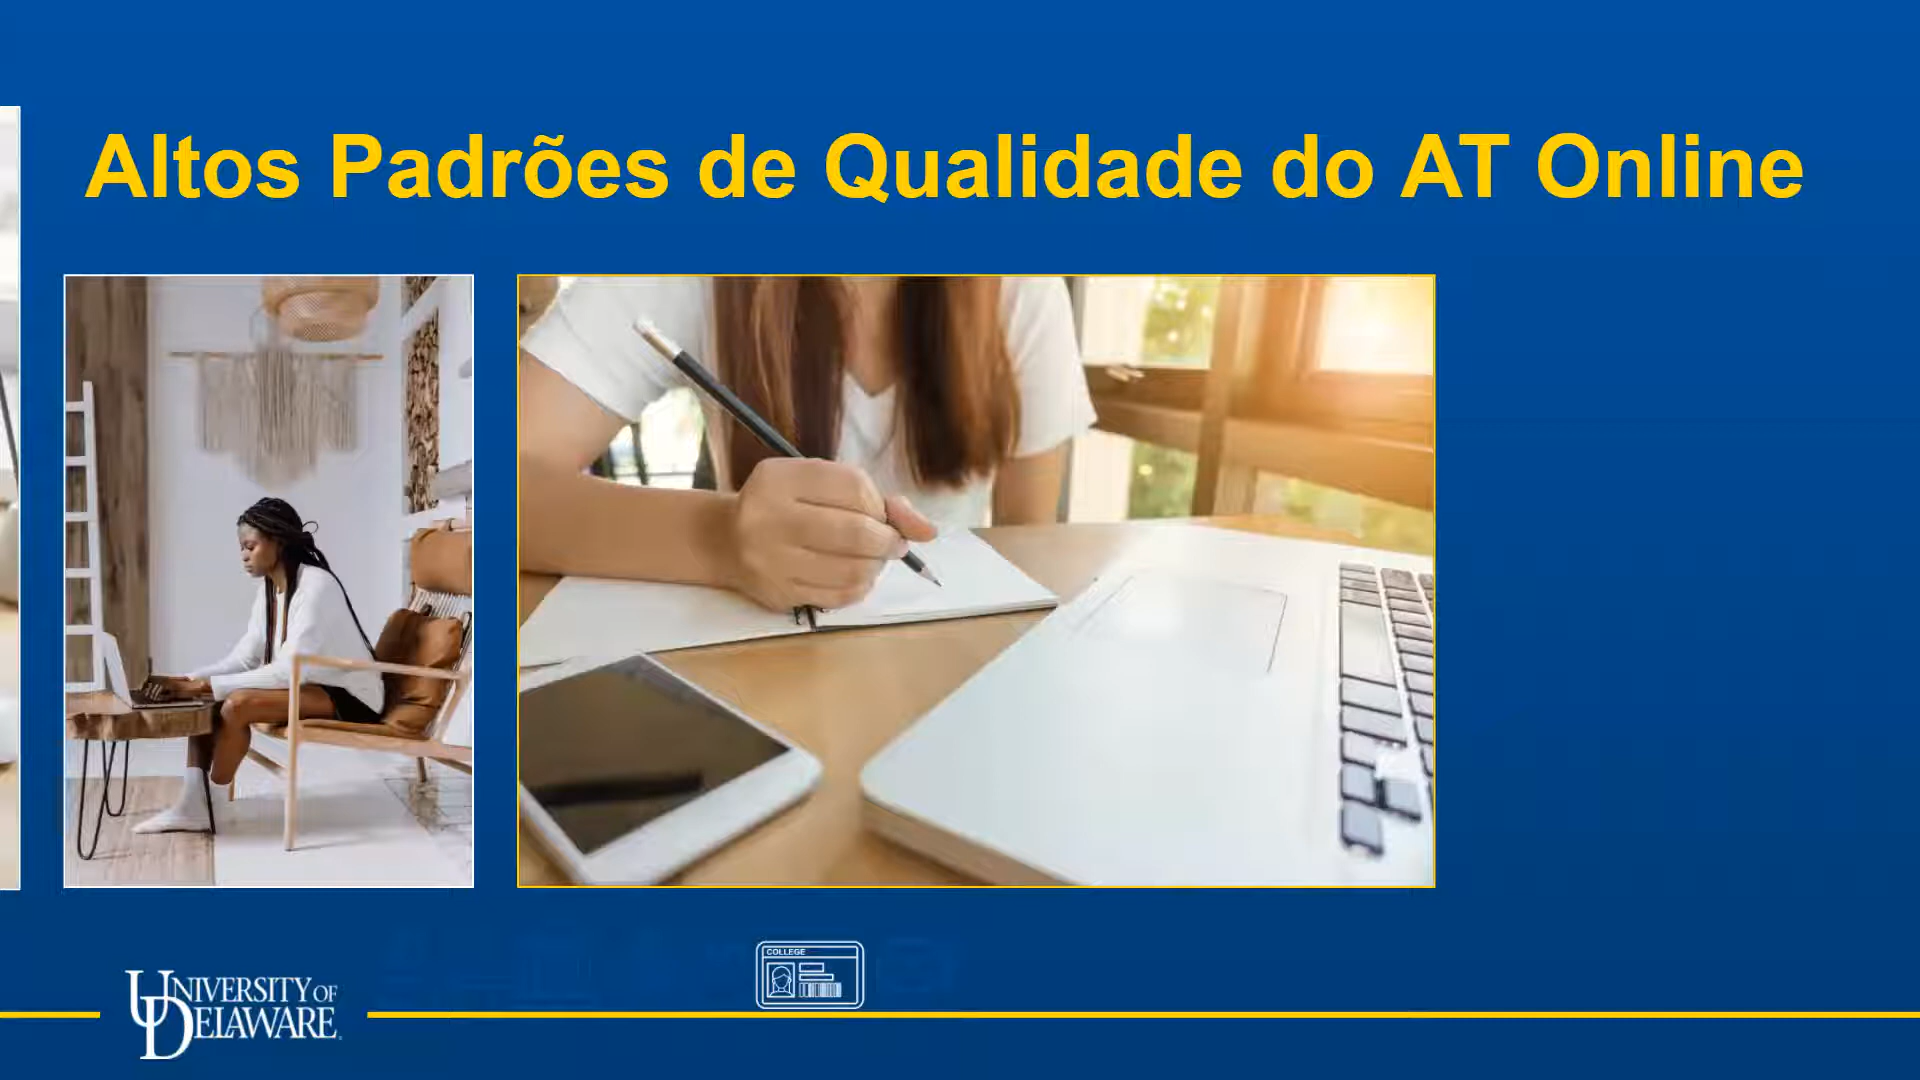 Altos Padrões de Qualidade do AT Online
COLLEGE
UNIVERSITY OF
DELAWARE